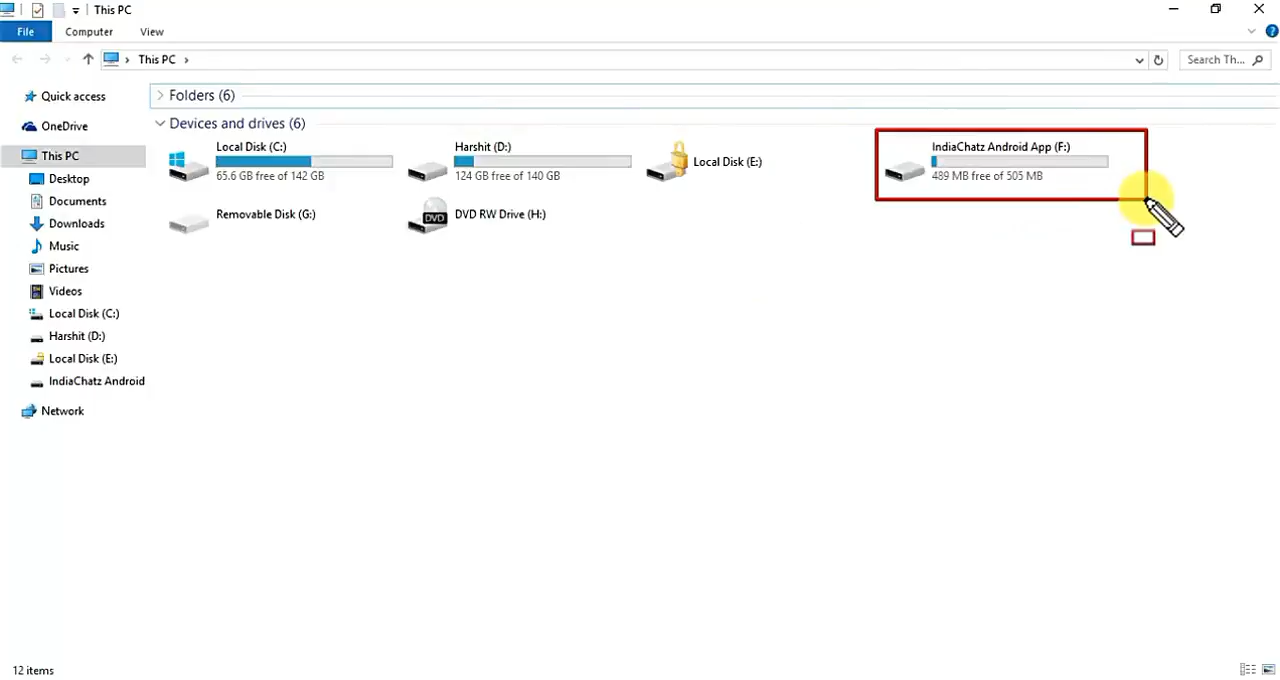 This PC
File
Computer
View
This PC
Search Th...
Quick access
OneDrive
This PC
Desktop
Documents
Downloads
Music
Pictures
Videos
Local Disk (C:)
Harshit (D:)
Local Disk (E:)
IndiaChatz Android
Network
Folders (6)
Devices and drives (6)
Local Disk (C:)
65.6 GB free of 142 GB
Harshit (D:)
124 GB free of 140 GB
Local Disk (E:)
IndiaChatz Android App (F:)
489 MB free of 505 MB
Removable Disk (G:)
DVD
DVD RW Drive (H:)
12 items